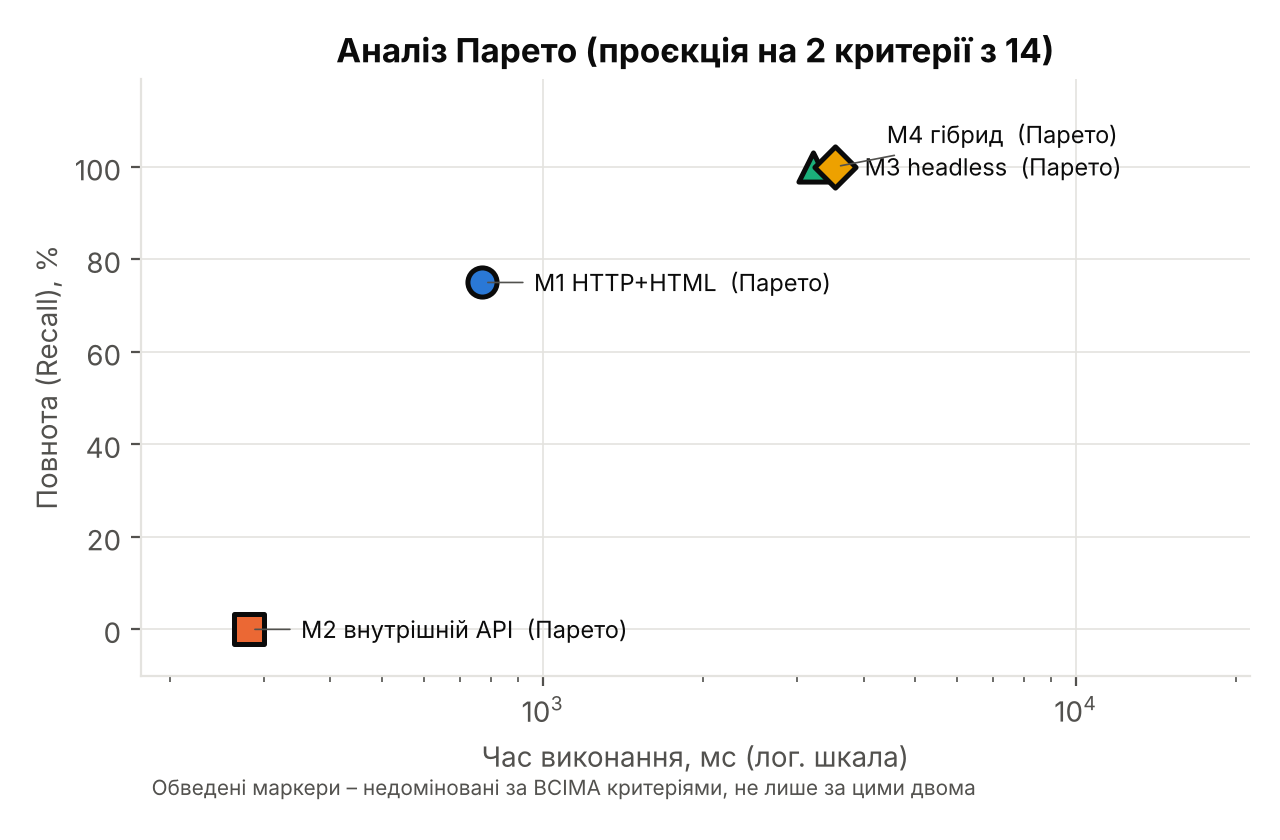 Аналіз Парето (проєкція на 2 критерії з 14)
М4 гібрид (Парето)
М3 headless (Парето)
М1 HTTP+HTML (Парето)
М2 внутрішній API (Парето)
Повнота (Recall), %
100
80
60
40
20
0
10³
10⁴
Час виконання, мс (лог. шкала)
Обведені маркери – недоміновані за ВСІМА критеріями, не лише за цими двома